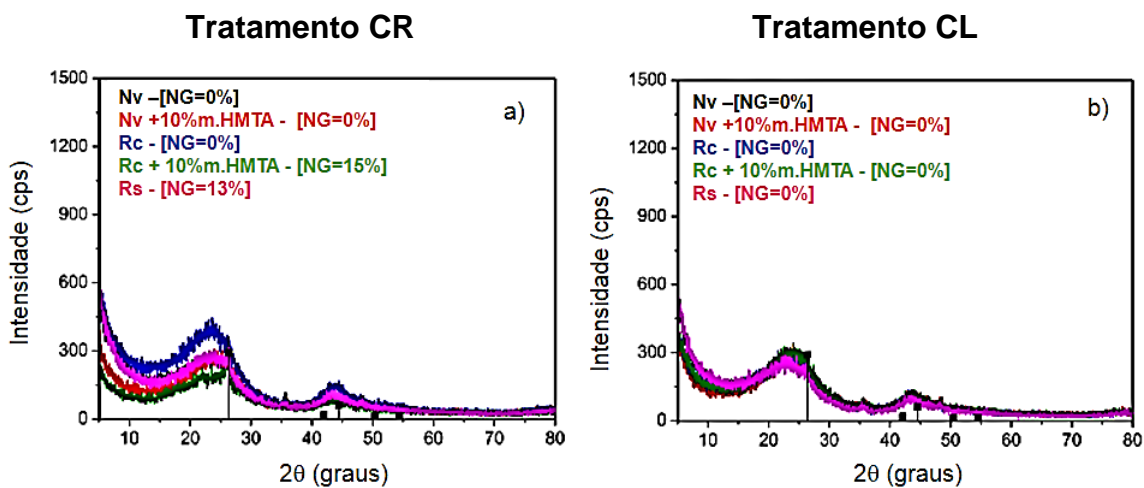 Tratamento CR
Tratamento CL
Intensidade (cps)
1500
1200
900
600
300
0
Nv –[NG=0%]
Nv +10%m.HMTA - [NG=0%]
Rc - [NG=0%]
Rc + 10%m.HMTA - [NG=15%]
Rs - [NG=13%]
a)
10 20 30 40 50 60 70 80
2θ (graus)
Intensidade (cps)
1500
1200
900
600
300
0
Nv –[NG=0%]
Nv +10%m.HMTA - [NG=0%]
Rc - [NG=0%]
Rc + 10%m.HMTA - [NG=0%]
Rs - [NG=0%]
b)
10 20 30 40 50 60 70 80
2θ (graus)